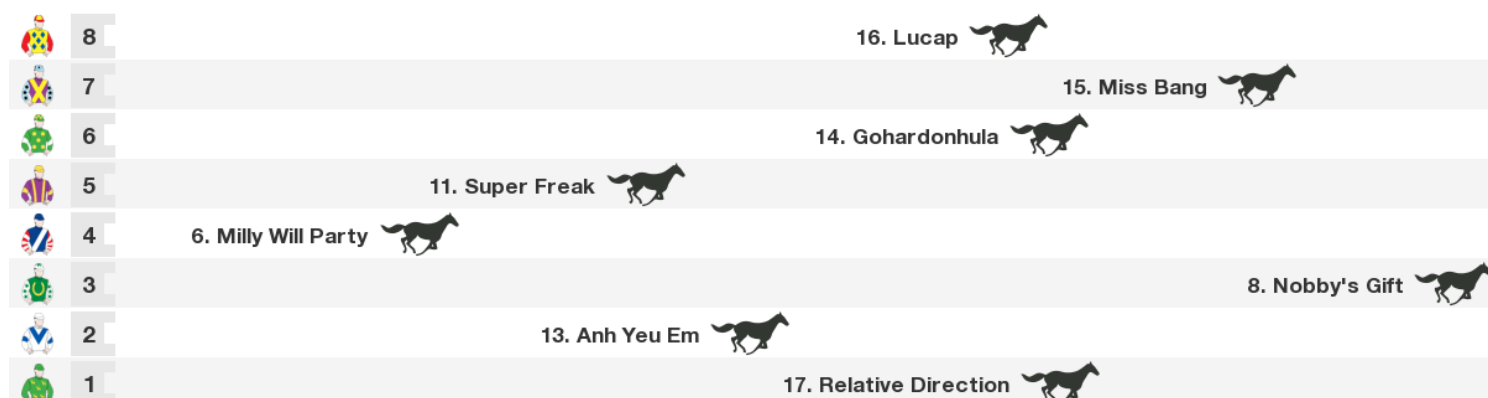 8 16. Lucap
7 15. Miss Bang
6 14. Gohardonhula
5 11. Super Freak
4 6. Milly Will Party
3 8. Nobby's Gift
2 13. Anh Yeu Em
1 17. Relative Direction